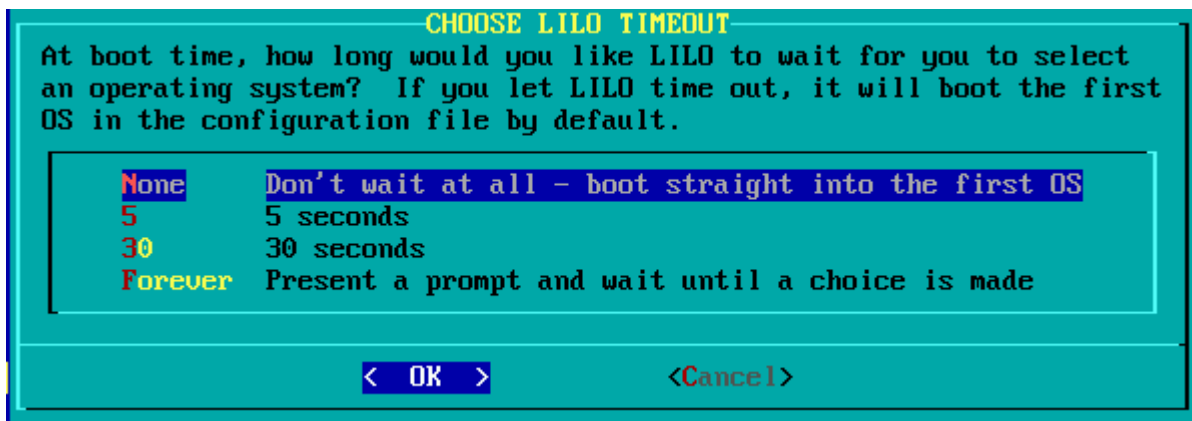 CHOOSE LILO TIMEOUT
At boot time, how long would you like LILO to wait for you to select
an operating system?  If you let LILO time out, it will boot the first
OS in the configuration file by default.
None    Don't wait at all - boot straight into the first OS
5       5 seconds
30      30 seconds
Forever Present a prompt and wait until a choice is made
<  OK  >    <Cancel>